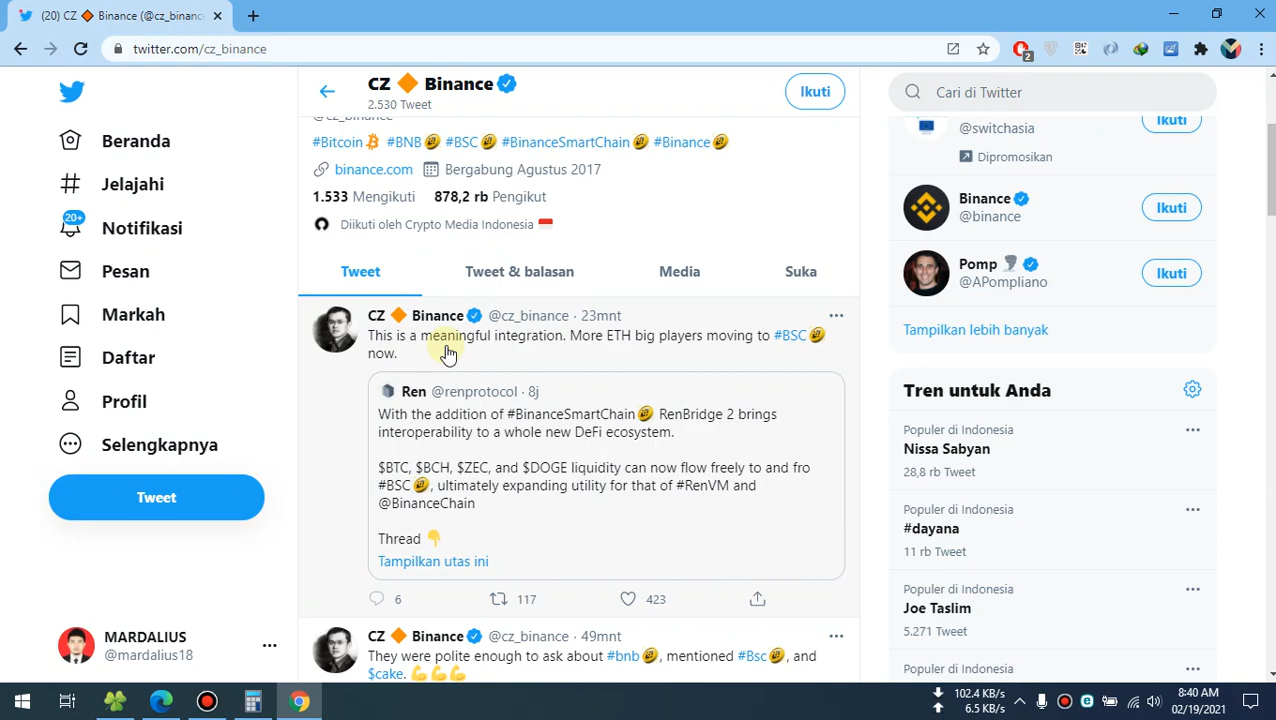 (20) CZ 🔶 Binance (@cz_binance
twitter.com/cz_binance
2
CZ 🔶 Binance
2.530 Tweet
Ikuti
Cari di Twitter
Beranda
Jelajahi
20+
Notifikasi
Pesan
Markah
Daftar
Profil
Selengkapnya
Tweet
MARDALIUS
@mardalius18
@cz_binance
#Bitcoin #BNB #BSC #BinanceSmartChain #Binance
binance.com Bergabung Agustus 2017
1.533 Mengikuti 878,2 rb Pengikut
Diikuti oleh Crypto Media Indonesia 🇮🇩
Tweet Tweet & balasan Media Suka
CZ 🔶 Binance @cz_binance · 23mnt
This is a meaningful integration. More ETH big players moving to #BSC
now.
Ren @renprotocol · 8j
With the addition of #BinanceSmartChain RenBridge 2 brings
interoperability to a whole new DeFi ecosystem.
$BTC, $BCH, $ZEC, and $DOGE liquidity can now flow freely to and fro
#BSC, ultimately expanding utility for that of #RenVM and
@BinanceChain
Thread 👇
Tampilkan utas ini
6 117 423
CZ 🔶 Binance @cz_binance · 49mnt
They were polite enough to ask about #bnb, mentioned #Bsc, and
$cake. 💪💪💪
@switchasia
Ikuti
Dipromosikan
Binance
@binance
Ikuti
Pomp 🌪
@APompliano
Ikuti
Tampilkan lebih banyak
Tren untuk Anda
Populer di Indonesia
Nissa Sabyan
28,8 rb Tweet
Populer di Indonesia
#dayana
11 rb Tweet
Populer di Indonesia
Joe Taslim
5.271 Tweet
Populer di Indonesia
102.4 KB/s
6.5 KB/s
8:40 AM
02/19/2021